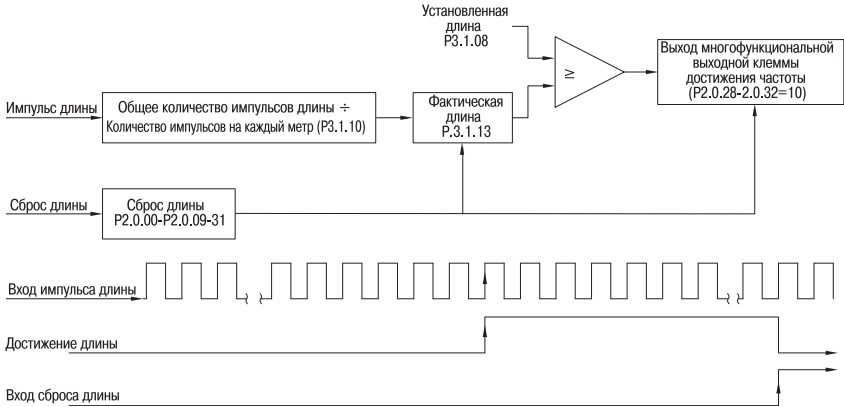 Установленная
длина
P3.1.08
Выход многофункциональной
выходной клеммы
достижения частоты
(P2.0.28-2.0.32=10)
≥
Импульс длины
Общее количество импульсов длины ÷
Количество импульсов на каждый метр (P3.1.10)
Фактическая
длина
P.3.1.13
Сброс длины
Сброс длины
P2.0.00-P2.0.09-31
Вход импульса длины
Достижение длины
Вход сброса длины